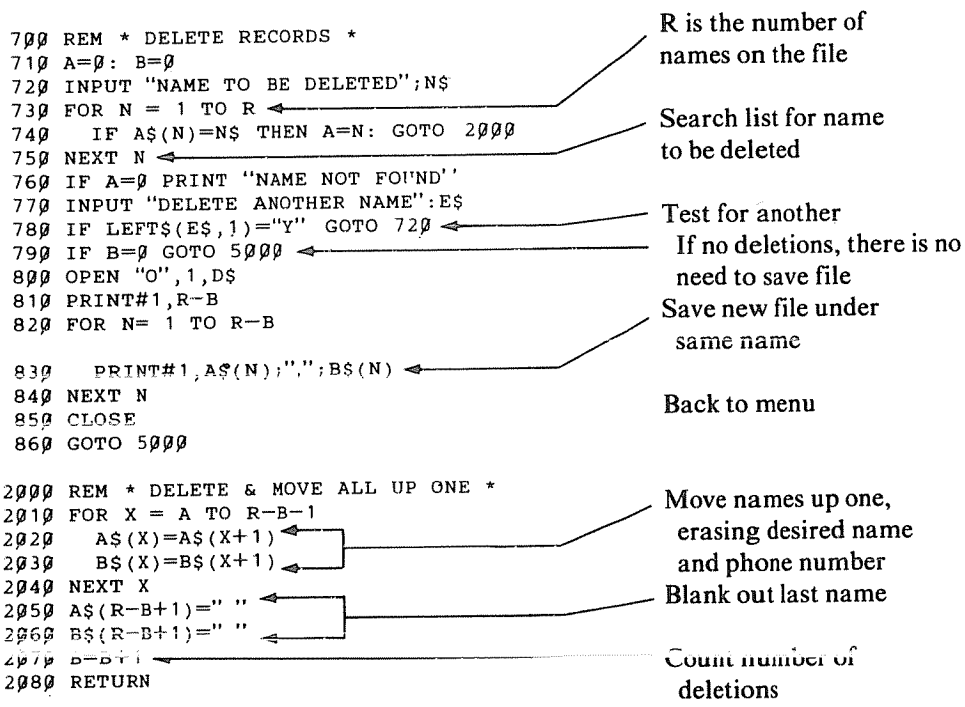 700 REM * DELETE RECORDS *
710 A=0: B=0
720 INPUT "NAME TO BE DELETED";N$
730 FOR N = 1 TO R
740 IF A$(N)=N$ THEN A=N: GOTO 2000
750 NEXT N
760 IF A=0 PRINT "NAME NOT FOUND''
770 INPUT "DELETE ANOTHER NAME":E$
780 IF LEFT$(E$,1)="Y" GOTO 720
790 IF B=0 GOTO 5000
800 OPEN "O",1,D$
810 PRINT#1,R-B
820 FOR N= 1 TO R-B
830 PRINT#1,A$(N);",";B$(N)
840 NEXT N
850 CLOSE
860 GOTO 5000
2000 REM * DELETE & MOVE ALL UP ONE *
2010 FOR X = A TO R-B-1
2020 A$(X)=A$(X+1)
2030 B$(X)=B$(X+1)
2040 NEXT X
2050 A$(R-B+1)=" "
2060 B$(R-B+1)=" "
2070 B=B+1
2080 RETURN
R is the number of
names on the file
Search list for name
to be deleted
Test for another
If no deletions, there is no
need to save file
Save new file under
same name
Back to menu
Move names up one,
erasing desired name
and phone number
Blank out last name
Count number of
deletions